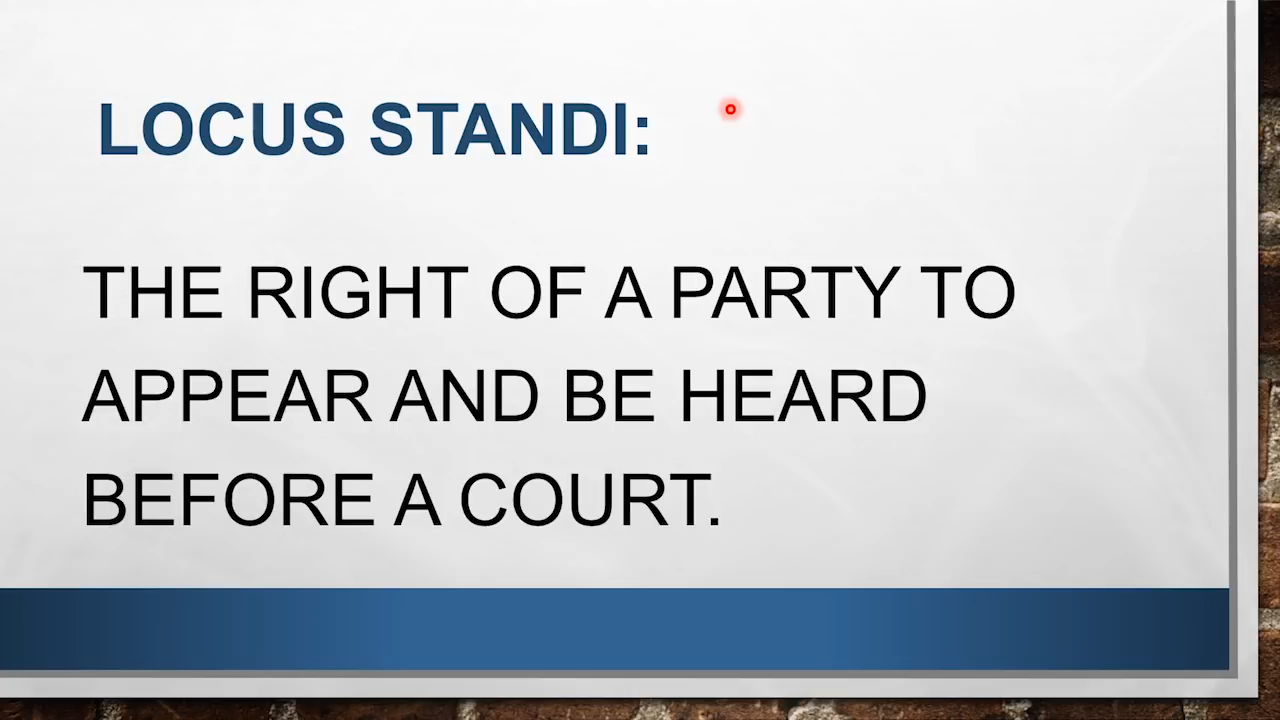 LOCUS STANDI:
THE RIGHT OF A PARTY TO
APPEAR AND BE HEARD
BEFORE A COURT.